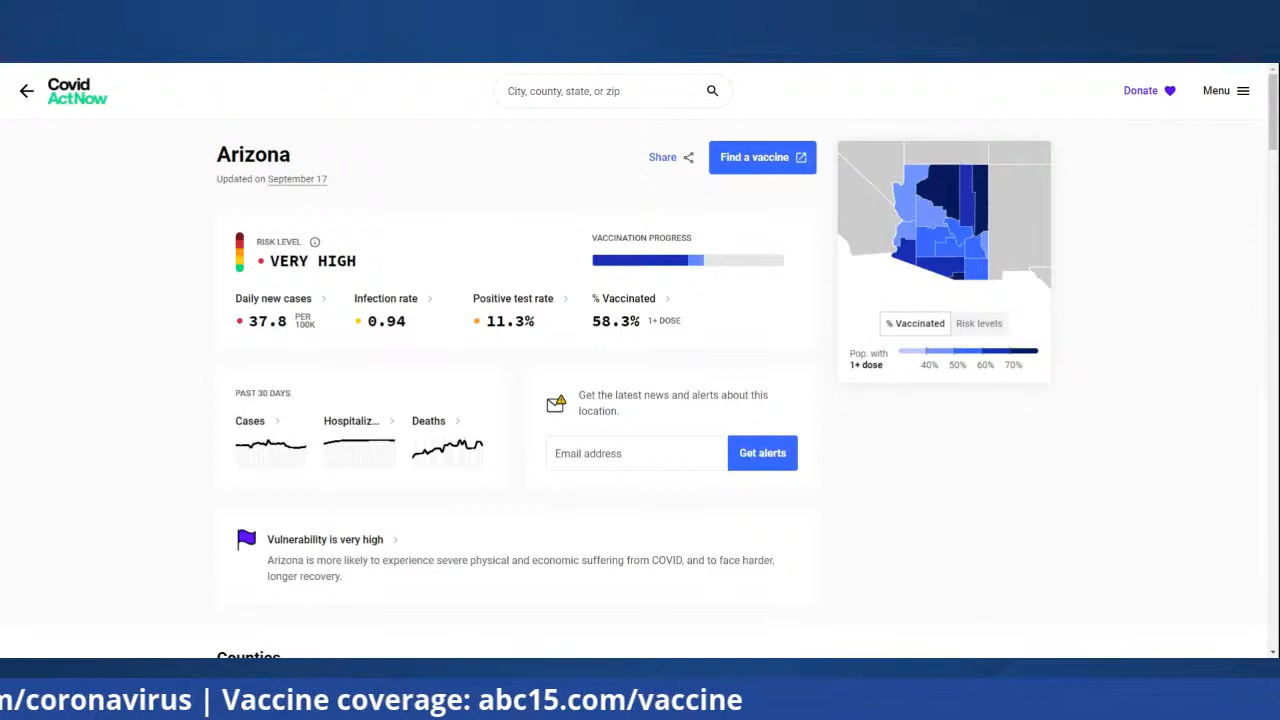 Covid
ActNow
City, county, state, or zip
Donate
Menu
Arizona
Share
Find a vaccine
Updated on September 17
RISK LEVEL
VERY HIGH
VACCINATION PROGRESS
Daily new cases
Infection rate
Positive test rate
% Vaccinated
37.8 PER 100K
0.94
11.3%
58.3% 1+ DOSE
% Vaccinated
Risk levels
Pop. with
1+ dose
40% 50% 60% 70%
PAST 30 DAYS
Cases
Hospitaliz...
Deaths
Get the latest news and alerts about this
location.
Email address
Get alerts
Vulnerability is very high
Arizona is more likely to experience severe physical and economic suffering from COVID, and to face harder,
longer recovery.
Counties
m/coronavirus | Vaccine coverage: abc15.com/vaccine